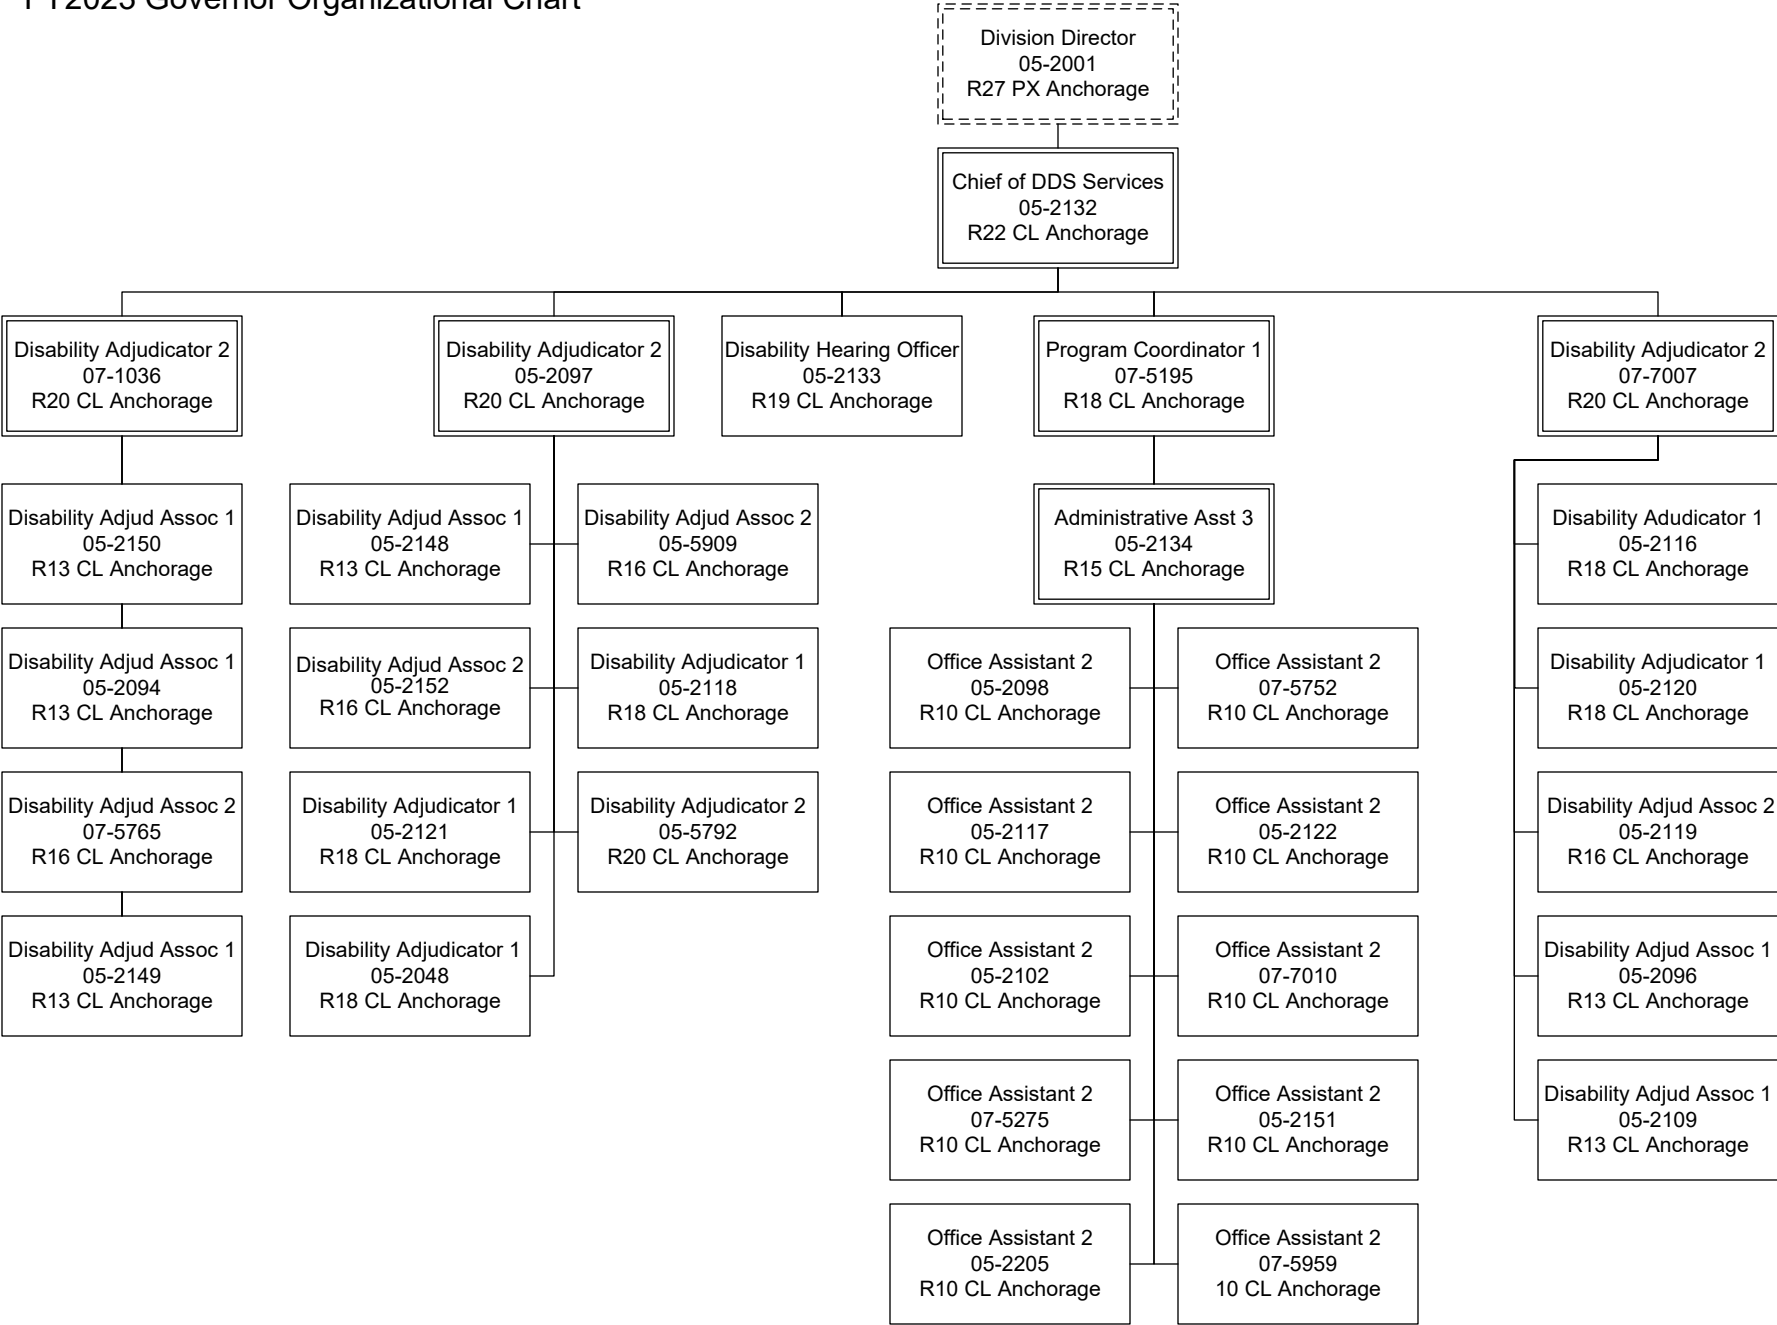 FY2023 Governor Organizational Chart
Division Director
05-2001
R27 PX Anchorage
Chief of DDS Services
05-2132
R22 CL Anchorage
Disability Adjudicator 2
07-1036
R20 CL Anchorage
Disability Adjudicator 2
05-2097
R20 CL Anchorage
Disability Hearing Officer
05-2133
R19 CL Anchorage
Program Coordinator 1
07-5195
R18 CL Anchorage
Disability Adjudicator 2
07-7007
R20 CL Anchorage
Disability Adjud Assoc 1
05-2150
R13 CL Anchorage
Disability Adjud Assoc 1
05-2148
R13 CL Anchorage
Disability Adjud Assoc 2
05-5909
R16 CL Anchorage
Administrative Asst 3
05-2134
R15 CL Anchorage
Disability Adudicator 1
05-2116
R18 CL Anchorage
Disability Adjud Assoc 1
05-2094
R13 CL Anchorage
Disability Adjud Assoc 2
05-2152
R16 CL Anchorage
Disability Adjudicator 1
05-2118
R18 CL Anchorage
Office Assistant 2
05-2098
R10 CL Anchorage
Office Assistant 2
07-5752
R10 CL Anchorage
Disability Adjudicator 1
05-2120
R18 CL Anchorage
Disability Adjud Assoc 2
07-5765
R16 CL Anchorage
Disability Adjudicator 1
05-2121
R18 CL Anchorage
Disability Adjudicator 2
05-5792
R20 CL Anchorage
Office Assistant 2
05-2117
R10 CL Anchorage
Office Assistant 2
05-2122
R10 CL Anchorage
Disability Adjud Assoc 2
05-2119
R16 CL Anchorage
Disability Adjud Assoc 1
05-2149
R13 CL Anchorage
Disability Adjudicator 1
05-2048
R18 CL Anchorage
Office Assistant 2
05-2102
R10 CL Anchorage
Office Assistant 2
07-7010
R10 CL Anchorage
Disability Adjud Assoc 1
05-2096
R13 CL Anchorage
Office Assistant 2
07-5275
R10 CL Anchorage
Office Assistant 2
05-2151
R10 CL Anchorage
Disability Adjud Assoc 1
05-2109
R13 CL Anchorage
Office Assistant 2
05-2205
R10 CL Anchorage
Office Assistant 2
07-5959
10 CL Anchorage